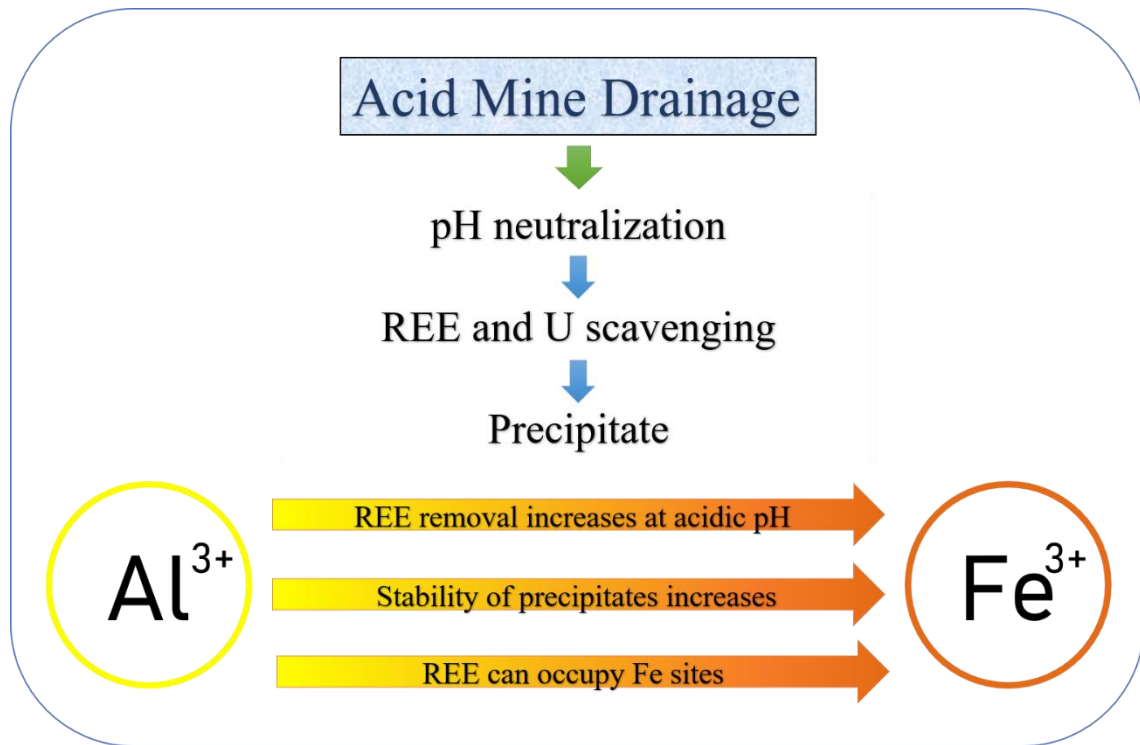 Acid Mine Drainage
pH neutralization
REE and U scavenging
Precipitate
REE removal increases at acidic pH
Al3+
Stability of precipitates increases
Fe3+
REE can occupy Fe sites